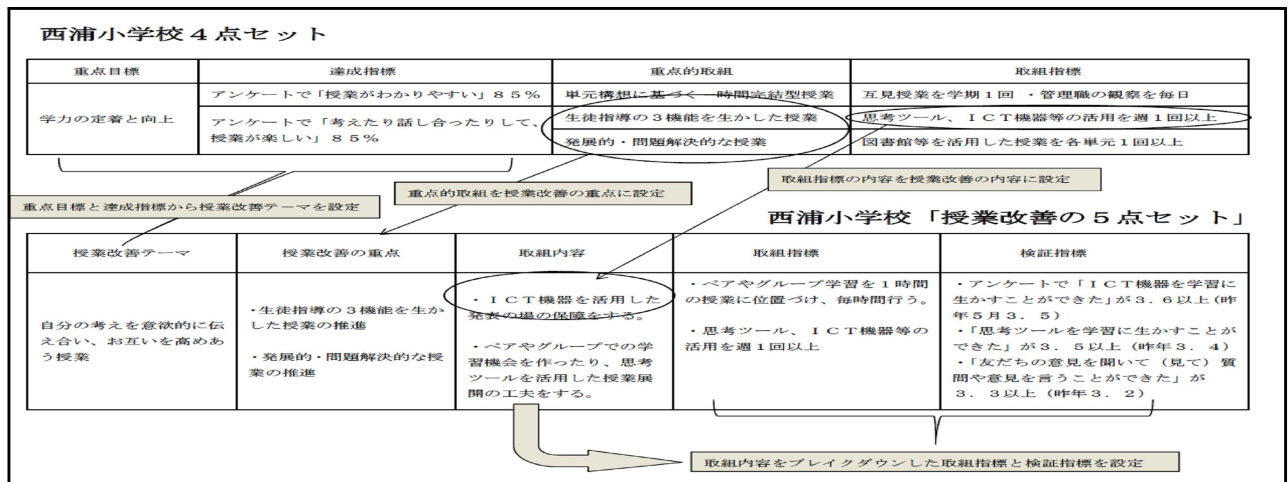 西浦小学校４点セット
重点目標
達成指標
重点的取組
取組指標
学力の定着と向上
アンケートで「授業がわかりやすい」８５％
アンケートで「考えたり話し合ったりして、
授業が楽しい」８５％
単元構想に基づく一時間完結型授業
生徒指導の３機能を生かした授業
発展的・問題解決的な授業
互見授業を学期１回 ・管理職の観察を毎日
思考ツール、ＩＣＴ機器等の活用を週１回以上
図書館等を活用した授業を各単元１回以上
重点目標と達成指標から授業改善テーマを設定
重点的取組を授業改善の重点に設定
取組指標の内容を授業改善の内容に設定
西浦小学校「授業改善の５点セット」
授業改善テーマ
授業改善の重点
取組内容
取組指標
検証指標
自分の考えを意欲的に伝
え合い、お互いを高めあ
う授業
・生徒指導の３機能を生か
した授業の推進
・発展的・問題解決的な授
業の推進
・ＩＣＴ機器を活用した
発表の場の保障をする。
・ペアやグループでの学
習機会を作ったり、思考
ツールを活用した授業展
開の工夫をする。
・ペアやグループ学習を１時間
の授業に位置づけ、毎時間行う。
・思考ツール、ＩＣＴ機器等の
活用を週１回以上
・アンケートで「ＩＣＴ機器を学習に
生かすことができた」が３．６以上（昨
年５月３．５）
・「思考ツールを学習に生かすことが
できた」が３．５以上（昨年３．４）
・「友だちの意見を聞いて（見て）質
問や意見を言うことができた」が
３．３以上（昨年３．２）
取組内容をブレイクダウンした取組指標と検証指標を設定